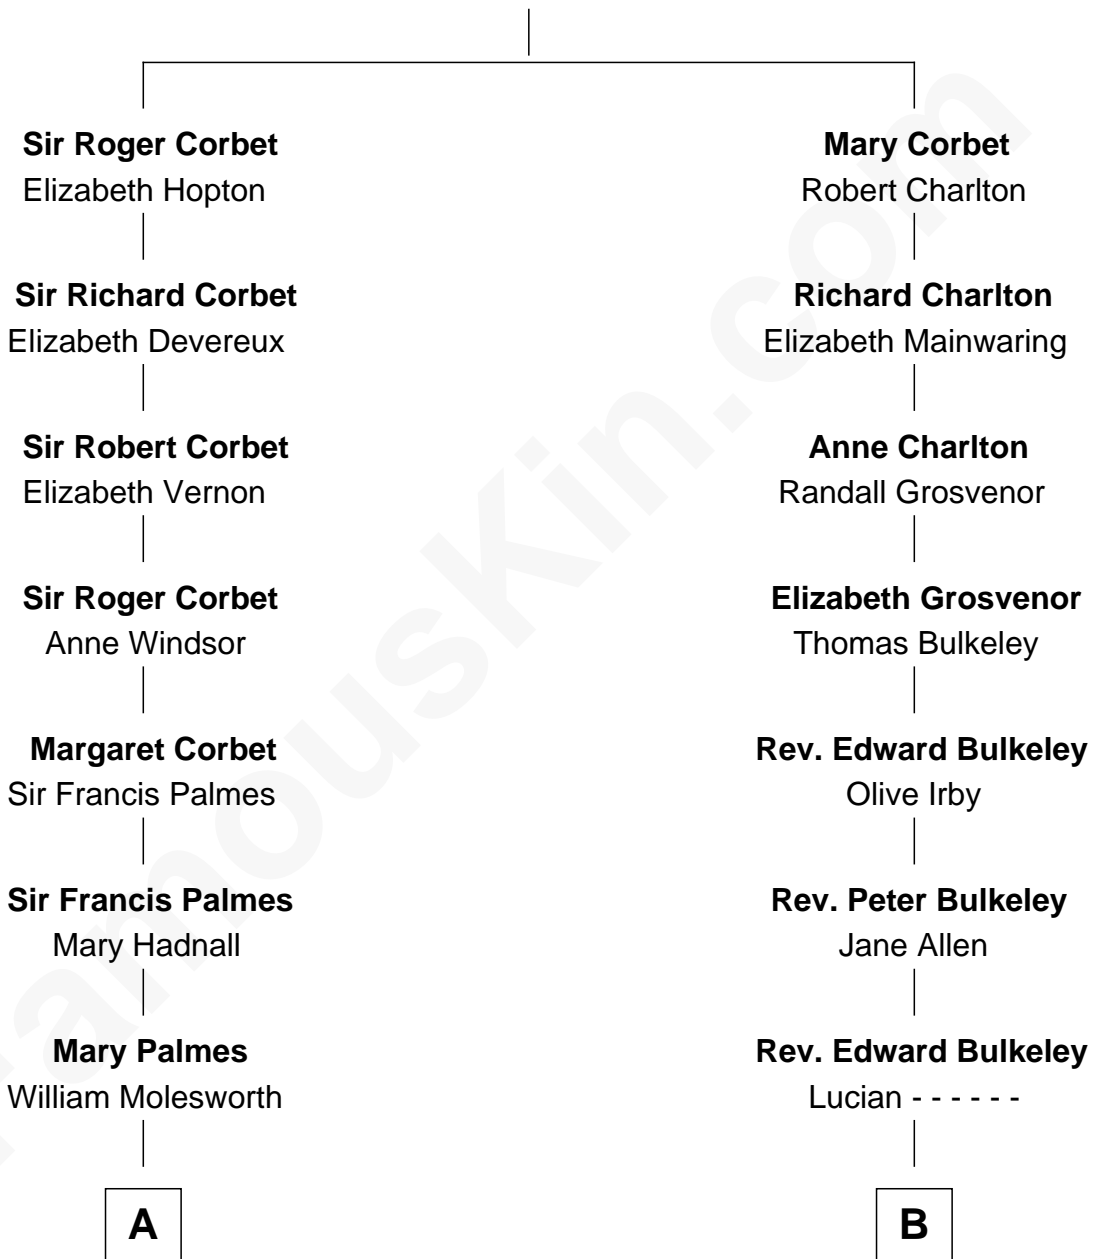 Sir Roger Corbet
Elizabeth Hopton
Sir Richard Corbet
Elizabeth Devereux
Sir Robert Corbet
Elizabeth Vernon
Sir Roger Corbet
Anne Windsor
Margaret Corbet
Sir Francis Palmes
Sir Francis Palmes
Mary Hadnall
Mary Palmes
William Molesworth
A
Mary Corbet
Robert Charlton
Richard Charlton
Elizabeth Mainwaring
Anne Charlton
Randall Grosvenor
Elizabeth Grosvenor
Thomas Bulkeley
Rev. Edward Bulkeley
Olive Irby
Rev. Peter Bulkeley
Jane Allen
Rev. Edward Bulkeley
Lucian - - - - - -
B
FamousKin.com